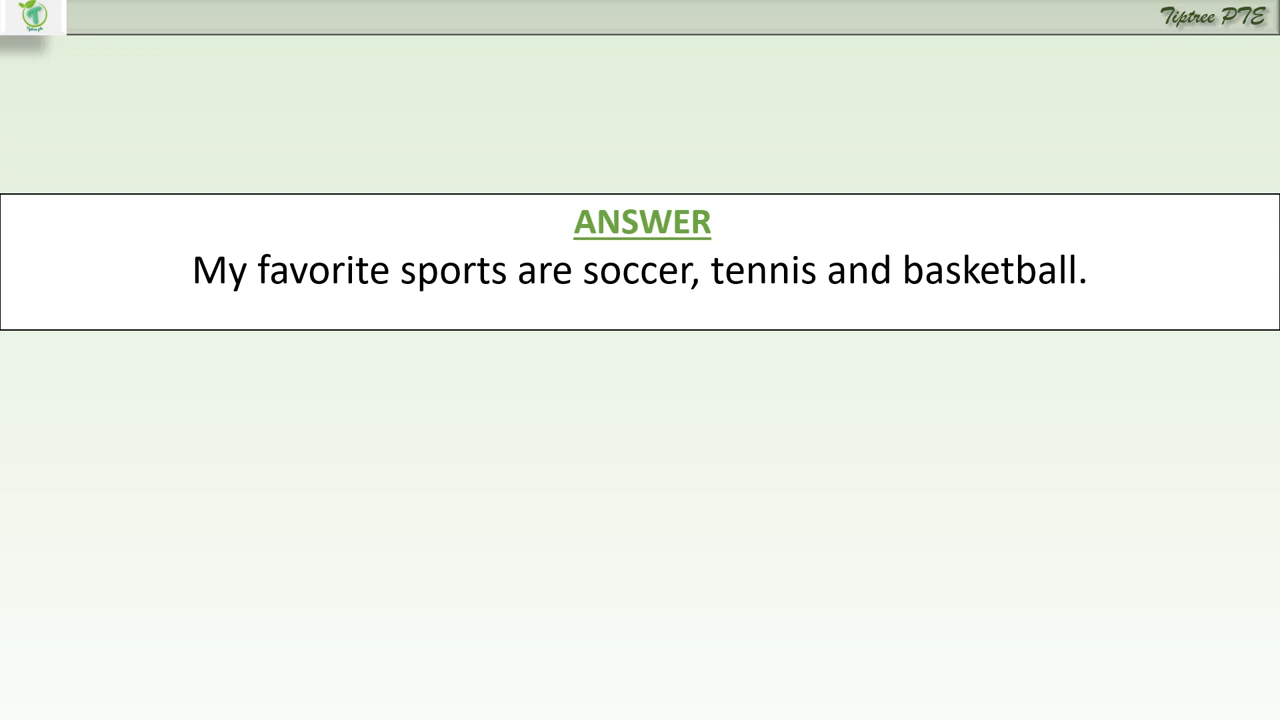 Tiptree PTE
ANSWER
My favorite sports are soccer, tennis and basketball.